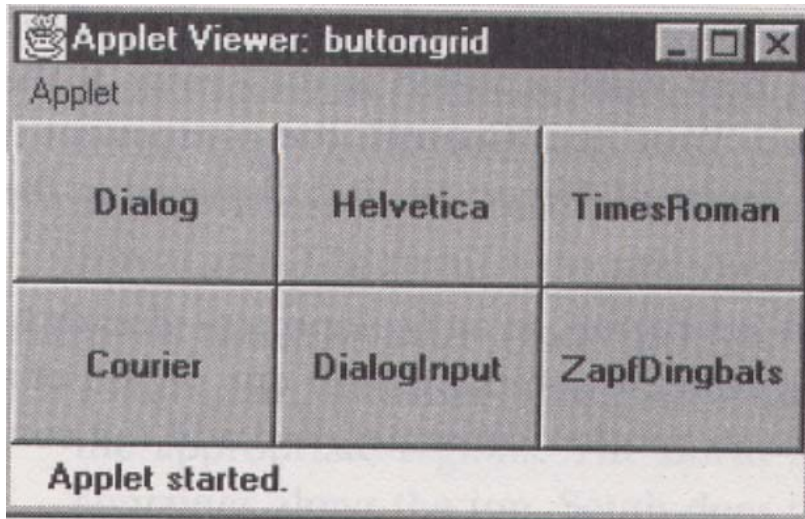 Applet Viewer: buttongrid
Applet
Dialog Helvetica TimesRoman
Courier DialogInput ZapfDingbats
Applet started.